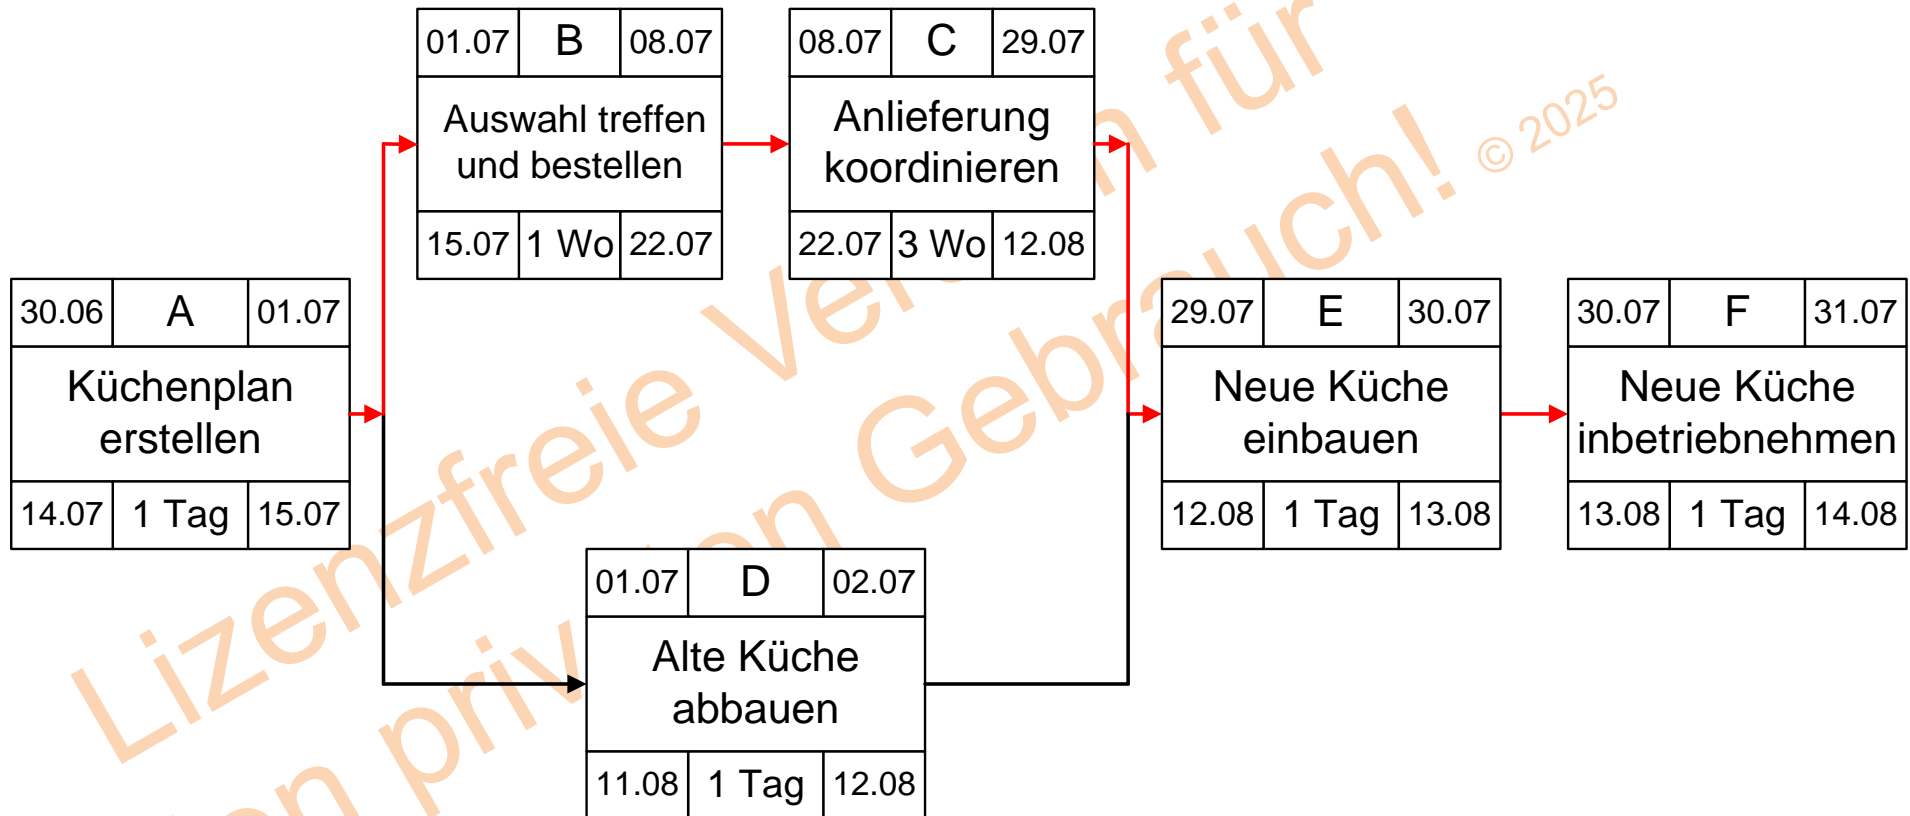 01.07 B 08.07
Auswahl treffen
und bestellen
15.07 1 Wo 22.07
08.07 C 29.07
Anlieferung
koordinieren
22.07 3 Wo 12.08
30.06 A 01.07
Küchenplan
erstellen
14.07 1 Tag 15.07
01.07 D 02.07
Alte Küche
abbauen
11.08 1 Tag 12.08
29.07 E 30.07
Neue Küche
einbauen
12.08 1 Tag 13.08
30.07 F 31.07
Neue Küche
inbetriebnehmen
13.08 1 Tag 14.08
Lizenzfreie für
Gebrauch! © 2025